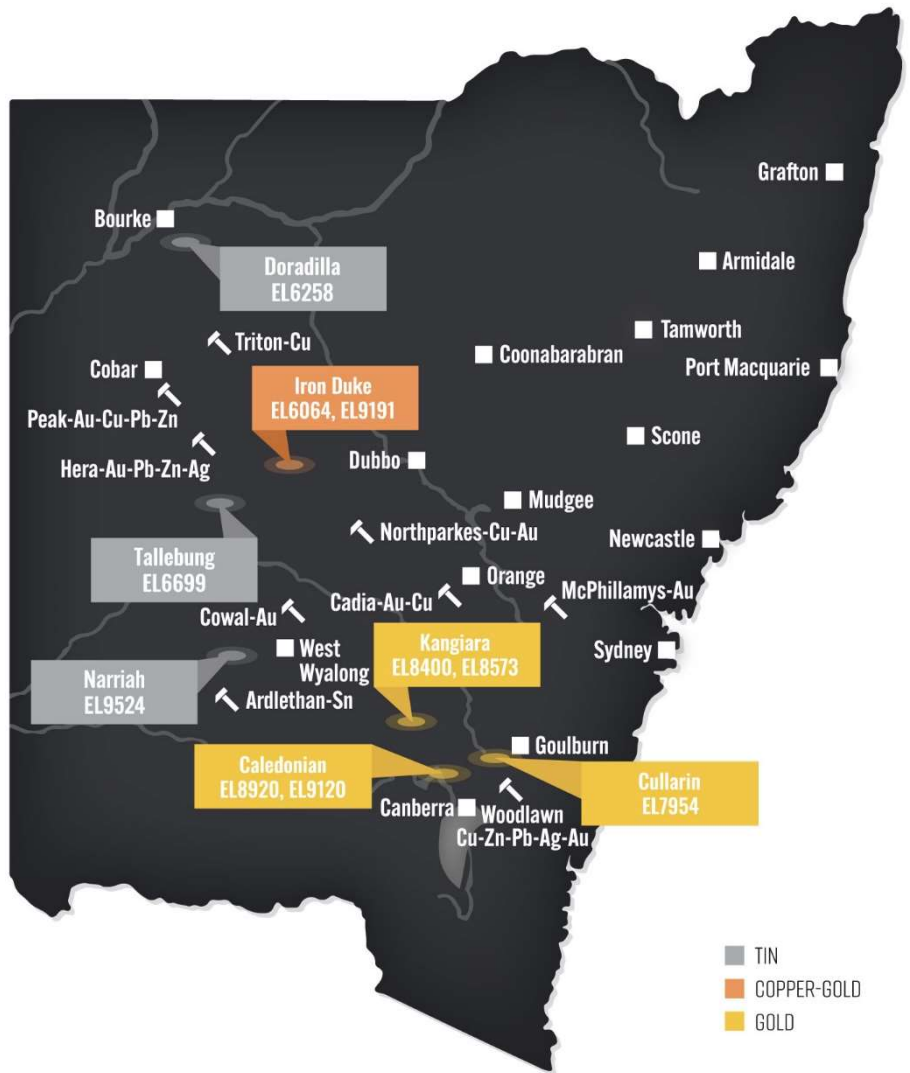 Grafton
Bourke
Doradilla
EL6258
Armidale
Triton-Cu
Tamworth
Coonabarabran
Cobar
Port Macquarie
Iron Duke
EL6064, EL9191
Peak-Au-Cu-Pb-Zn
Scone
Hera-Au-Pb-Zn-Ag
Dubbo
Mudgee
Northparkes-Cu-Au
Newcastle
Tallebung
EL6699
Orange
McPhillamys-Au
Cadia-Au-Cu
Cowal-Au
Kangiara
EL8400, EL8573
West
Wyalong
Sydney
Narriah
EL9524
Ardlethan-Sn
Goulburn
Caledonian
EL8920, EL9120
Cullarin
EL7954
Canberra
Woodlawn
Cu-Zn-Pb-Ag-Au
TIN
COPPER-GOLD
GOLD